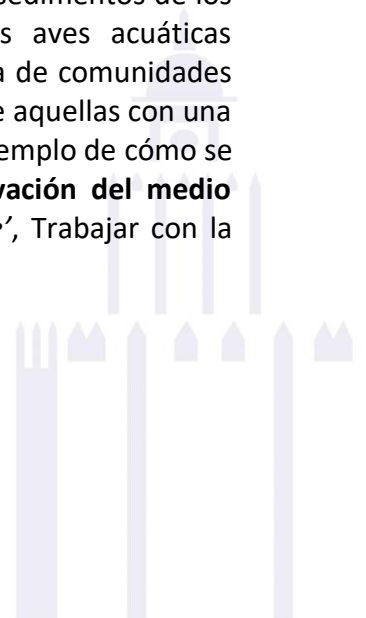 sedimentos de los
s aves acuáticas
a de comunidades
e aquellas con una
emplo de cómo se
vación del medio
’, Trabajar con la